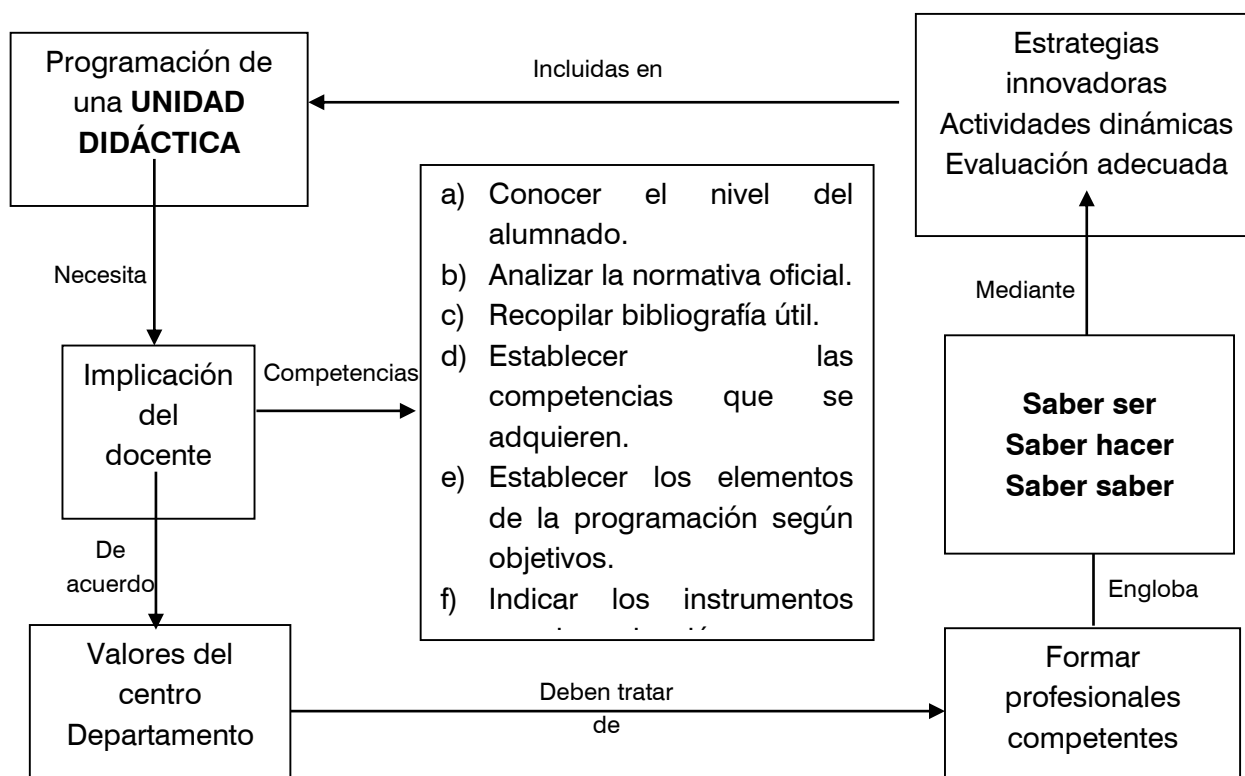 Programación de
una UNIDAD
DIDÁCTICA
Incluidas en
Estrategias
innovadoras
Actividades dinámicas
Evaluación adecuada
Necesita
a) Conocer el nivel del
alumnado.
b) Analizar la normativa oficial.
c) Recopilar bibliografía útil.
d) Establecer las
competencias que se
adquieren.
e) Establecer los elementos
de la programación según
objetivos.
f) Indicar los instrumentos
Mediante
Implicación
del
docente
Competencias
Saber ser
Saber hacer
Saber saber
De
acuerdo
Engloba
Valores del
centro
Departamento
Deben tratar
de
Formar
profesionales
competentes